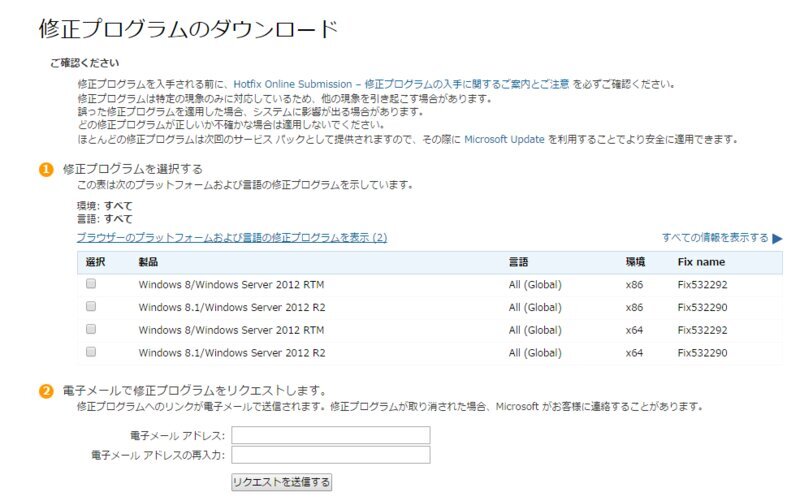 修正プログラムのダウンロード
ご確認ください
修正プログラムを入手される前に、Hotfix Online Submission – 修正プログラムの入手に関するご案内とご注意 を必ずご確認ください。
修正プログラムは特定の現象のみに対応しているため、他の現象を引き起こす場合があります。
誤った修正プログラムを適用した場合、システムに影響が出る場合があります。
どの修正プログラムが正しいか不確かな場合は適用しないでください。
ほとんどの修正プログラムは次回のサービス パックとして提供されますので、その際に Microsoft Update を利用することでより安全に適用できます。
1 修正プログラムを選択する
この表は次のプラットフォームおよび言語の修正プログラムを示しています。
環境: すべて
言語: すべて
ブラウザーのプラットフォームおよび言語の修正プログラムを表示 (2) すべての情報を表示する
選択 製品 言語 環境 Fix name
Windows 8/Windows Server 2012 RTM All (Global) x86 Fix532292
Windows 8.1/Windows Server 2012 R2 All (Global) x86 Fix532290
Windows 8/Windows Server 2012 RTM All (Global) x64 Fix532292
Windows 8.1/Windows Server 2012 R2 All (Global) x64 Fix532290
2 電子メールで修正プログラムをリクエストします。
修正プログラムへのリンクが電子メールで送信されます。修正プログラムが取り消された場合、Microsoft がお客様に連絡することがあります。
電子メール アドレス:
電子メール アドレスの再入力:
リクエストを送信する